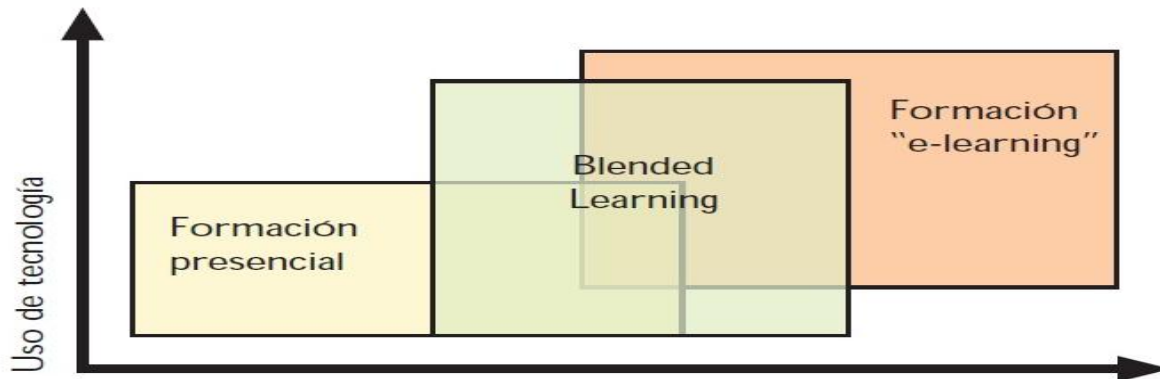 Uso de tecnología
Formación
presencial
Blended
Learning
Formación
“e-learning”